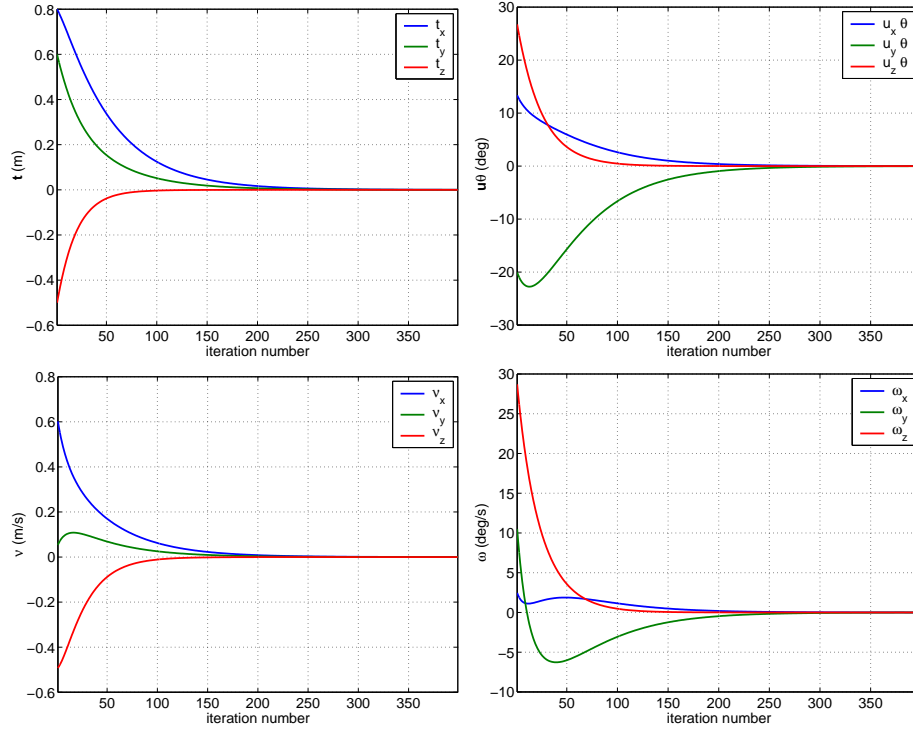 0.8
0.6
0.4
0.2
0
−0.2
−0.4
−0.6
t (m)
50 100 150 200 250 300 350
iteration number
t_x
t_y
t_z
30
20
10
0
−10
−20
−30
uθ (deg)
50 100 150 200 250 300 350
iteration number
u_x θ
u_y θ
u_z θ
0.8
0.6
0.4
0.2
0
−0.2
−0.4
−0.6
ν (m/s)
50 100 150 200 250 300 350
iteration number
ν_x
ν_y
ν_z
30
25
20
15
10
5
0
−5
−10
ω (deg/s)
50 100 150 200 250 300 350
iteration number
ω_x
ω_y
ω_z